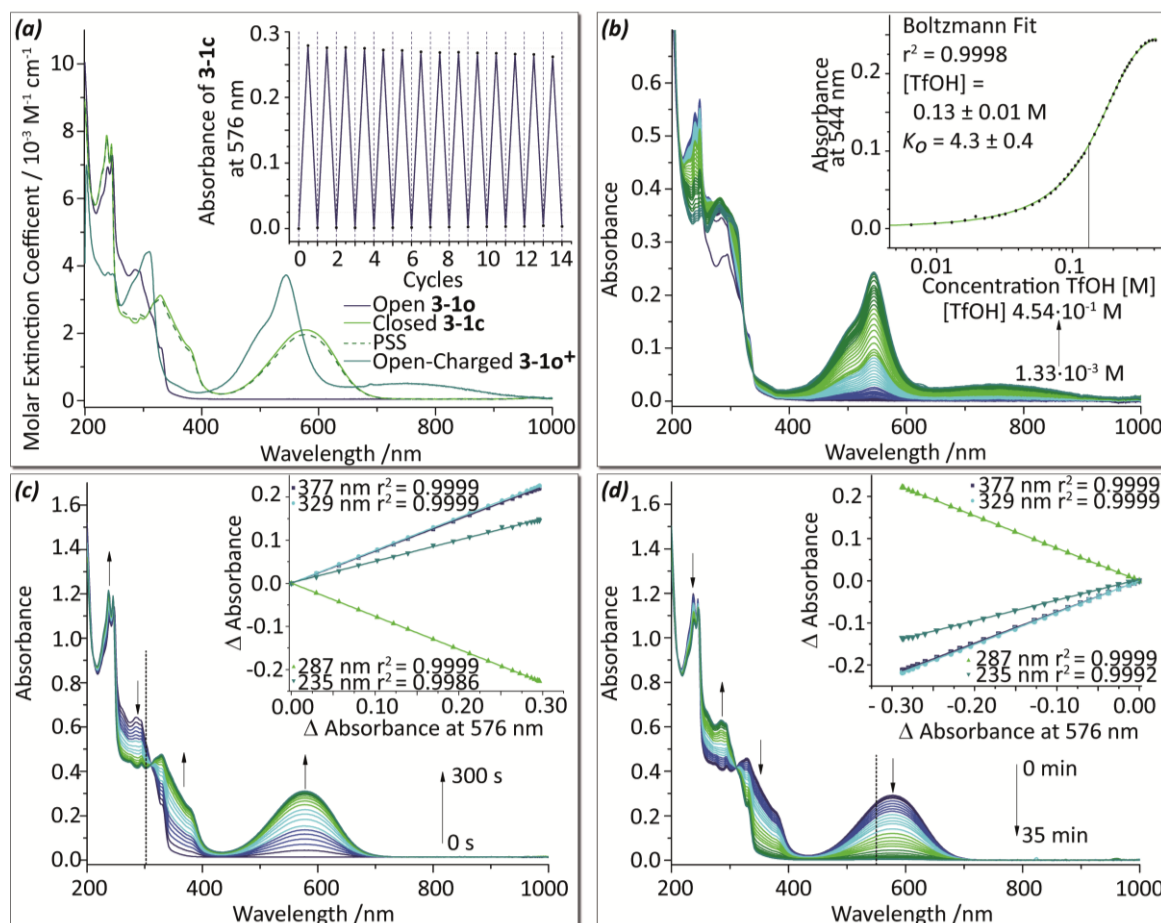 (a)
Molar Extinction Coefficent / 10⁻³ M⁻¹ cm⁻¹
10
8
6
4
2
0
200 400 600 800 1000
Wavelength /nm
Absorbance of 3-1c
at 576 nm
0.3
0.2
0.1
0.0
0 2 4 6 8 10 12 14
Cycles
Open 3-1o
Closed 3-1c
PSS
Open-Charged 3-1o⁺
(b)
Absorbance
0.6
0.5
0.4
0.3
0.2
0.1
0.0
200 400 600 800 1000
Wavelength /nm
Absorbance
at 544 nm
0.2
0.1
0.0
Boltzmann Fit
r² = 0.9998
[TfOH] =
0.13 ± 0.01 M
K_O = 4.3 ± 0.4
0.01 0.1
Concentration TfOH [M]
[TfOH] 4.54·10⁻¹ M
1.33·10⁻³ M
(c)
Absorbance
1.6
1.4
1.2
1.0
0.8
0.6
0.4
0.2
0.0
200 400 600 800 1000
Wavelength /nm
Δ Absorbance
0.2
0.1
0.0
-0.1
-0.2
377 nm r² = 0.9999
329 nm r² = 0.9999
287 nm r² = 0.9999
235 nm r² = 0.9986
0.00 0.10 0.20 0.30
Δ Absorbance at 576 nm
300 s
0 s
(d)
Absorbance
1.6
1.4
1.2
1.0
0.8
0.6
0.4
0.2
0.0
200 400 600 800 1000
Wavelength /nm
Δ Absorbance
0.2
0.1
0.0
-0.1
-0.2
377 nm r² = 0.9999
329 nm r² = 0.9999
287 nm r² = 0.9999
235 nm r² = 0.9992
- 0.30 -0.20 -0.10 0.00
Δ Absorbance at 576 nm
0 min
35 min